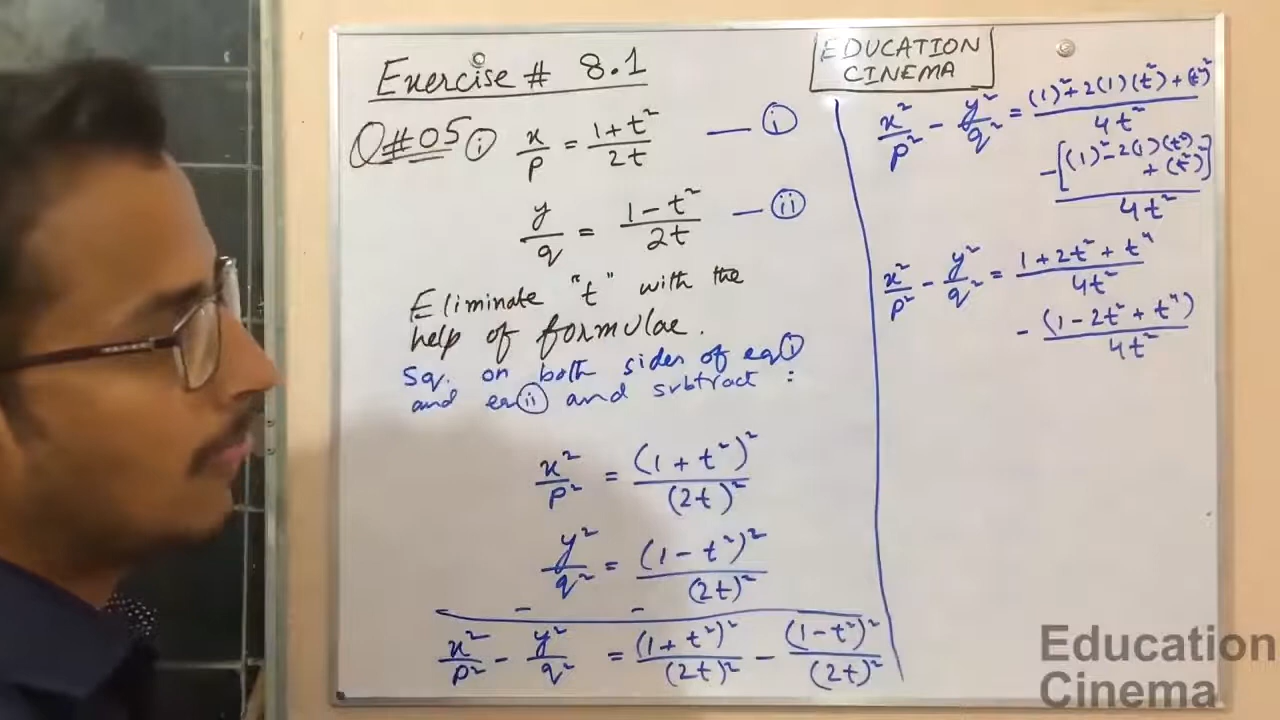 Exercise # 8.1
EDUCATION
CINEMA
Q#05 (i) x/p = (1+t²)/2t — (i)
y/q = (1-t²)/2t — (ii)
Eliminate "t" with the
help of formulae.
Sq. on both sides of eq (i)
and eq (ii) and subtract :
x²/p² = (1+t²)²/(2t)²
y²/q² = (1-t²)²/(2t)²
- -
x²/p² - y²/q² = (1+t²)²/(2t)² - (1-t²)²/(2t)²
x²/p² - y²/q² = ((1)²+2(1)(t²)+(t²)²)/4t²
-[(1)²-2(1)(t²)+(t²)²]/4t²
x²/p² - y²/q² = (1+2t²+t⁴)/4t²
-(1-2t²+t⁴)/4t²
Education
Cinema